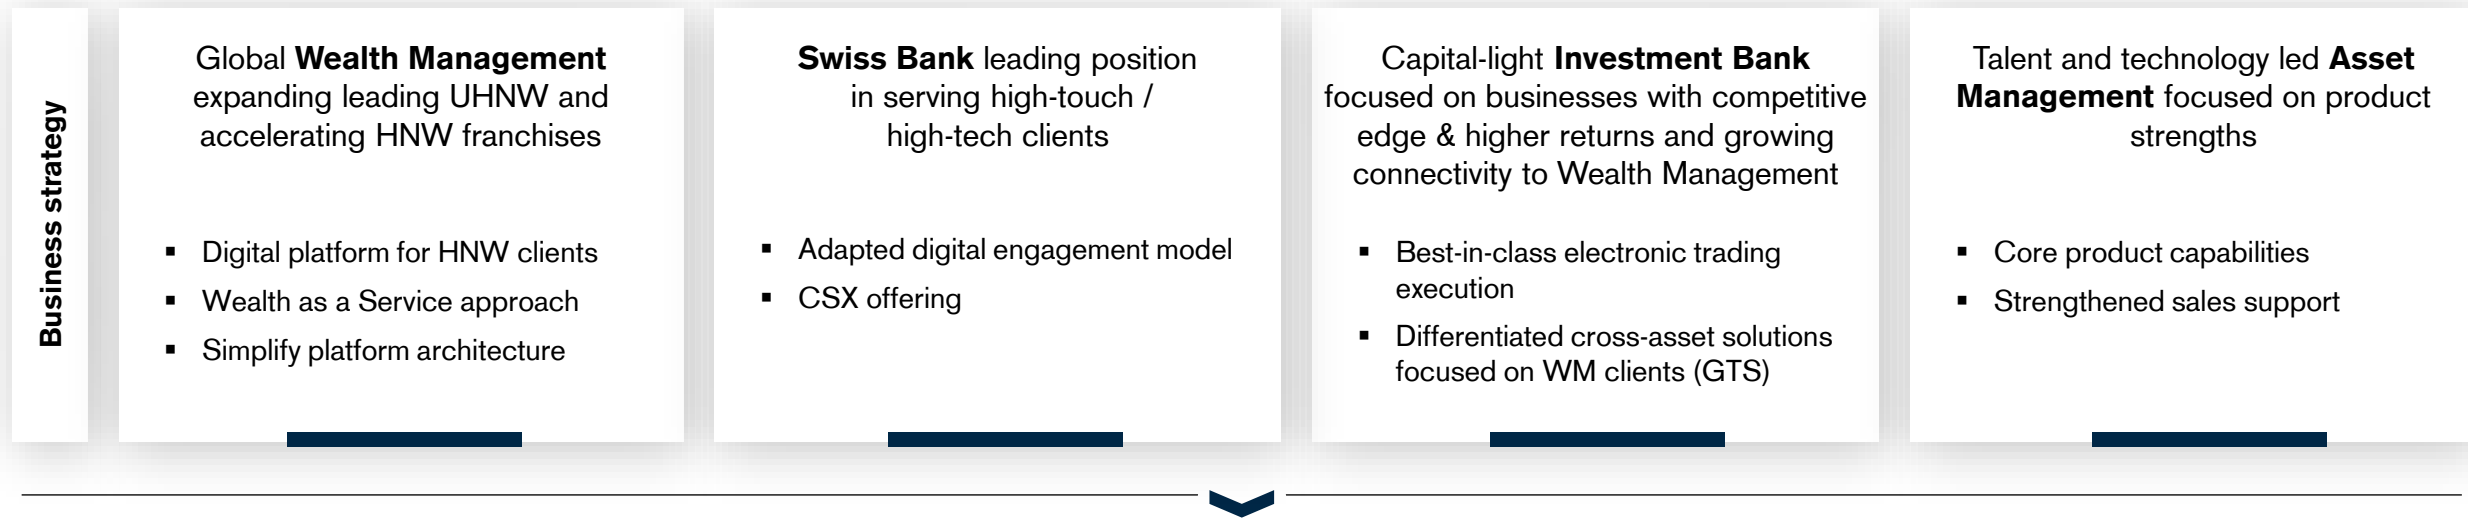 Business strategy
Global Wealth Management
expanding leading UHNW and
accelerating HNW franchises
▪ Digital platform for HNW clients
▪ Wealth as a Service approach
▪ Simplify platform architecture
Swiss Bank leading position
in serving high-touch /
high-tech clients
▪ Adapted digital engagement model
▪ CSX offering
Capital-light Investment Bank
focused on businesses with competitive
edge & higher returns and growing
connectivity to Wealth Management
▪ Best-in-class electronic trading
execution
▪ Differentiated cross-asset solutions
focused on WM clients (GTS)
Talent and technology led Asset
Management focused on product
strengths
▪ Core product capabilities
▪ Strengthened sales support